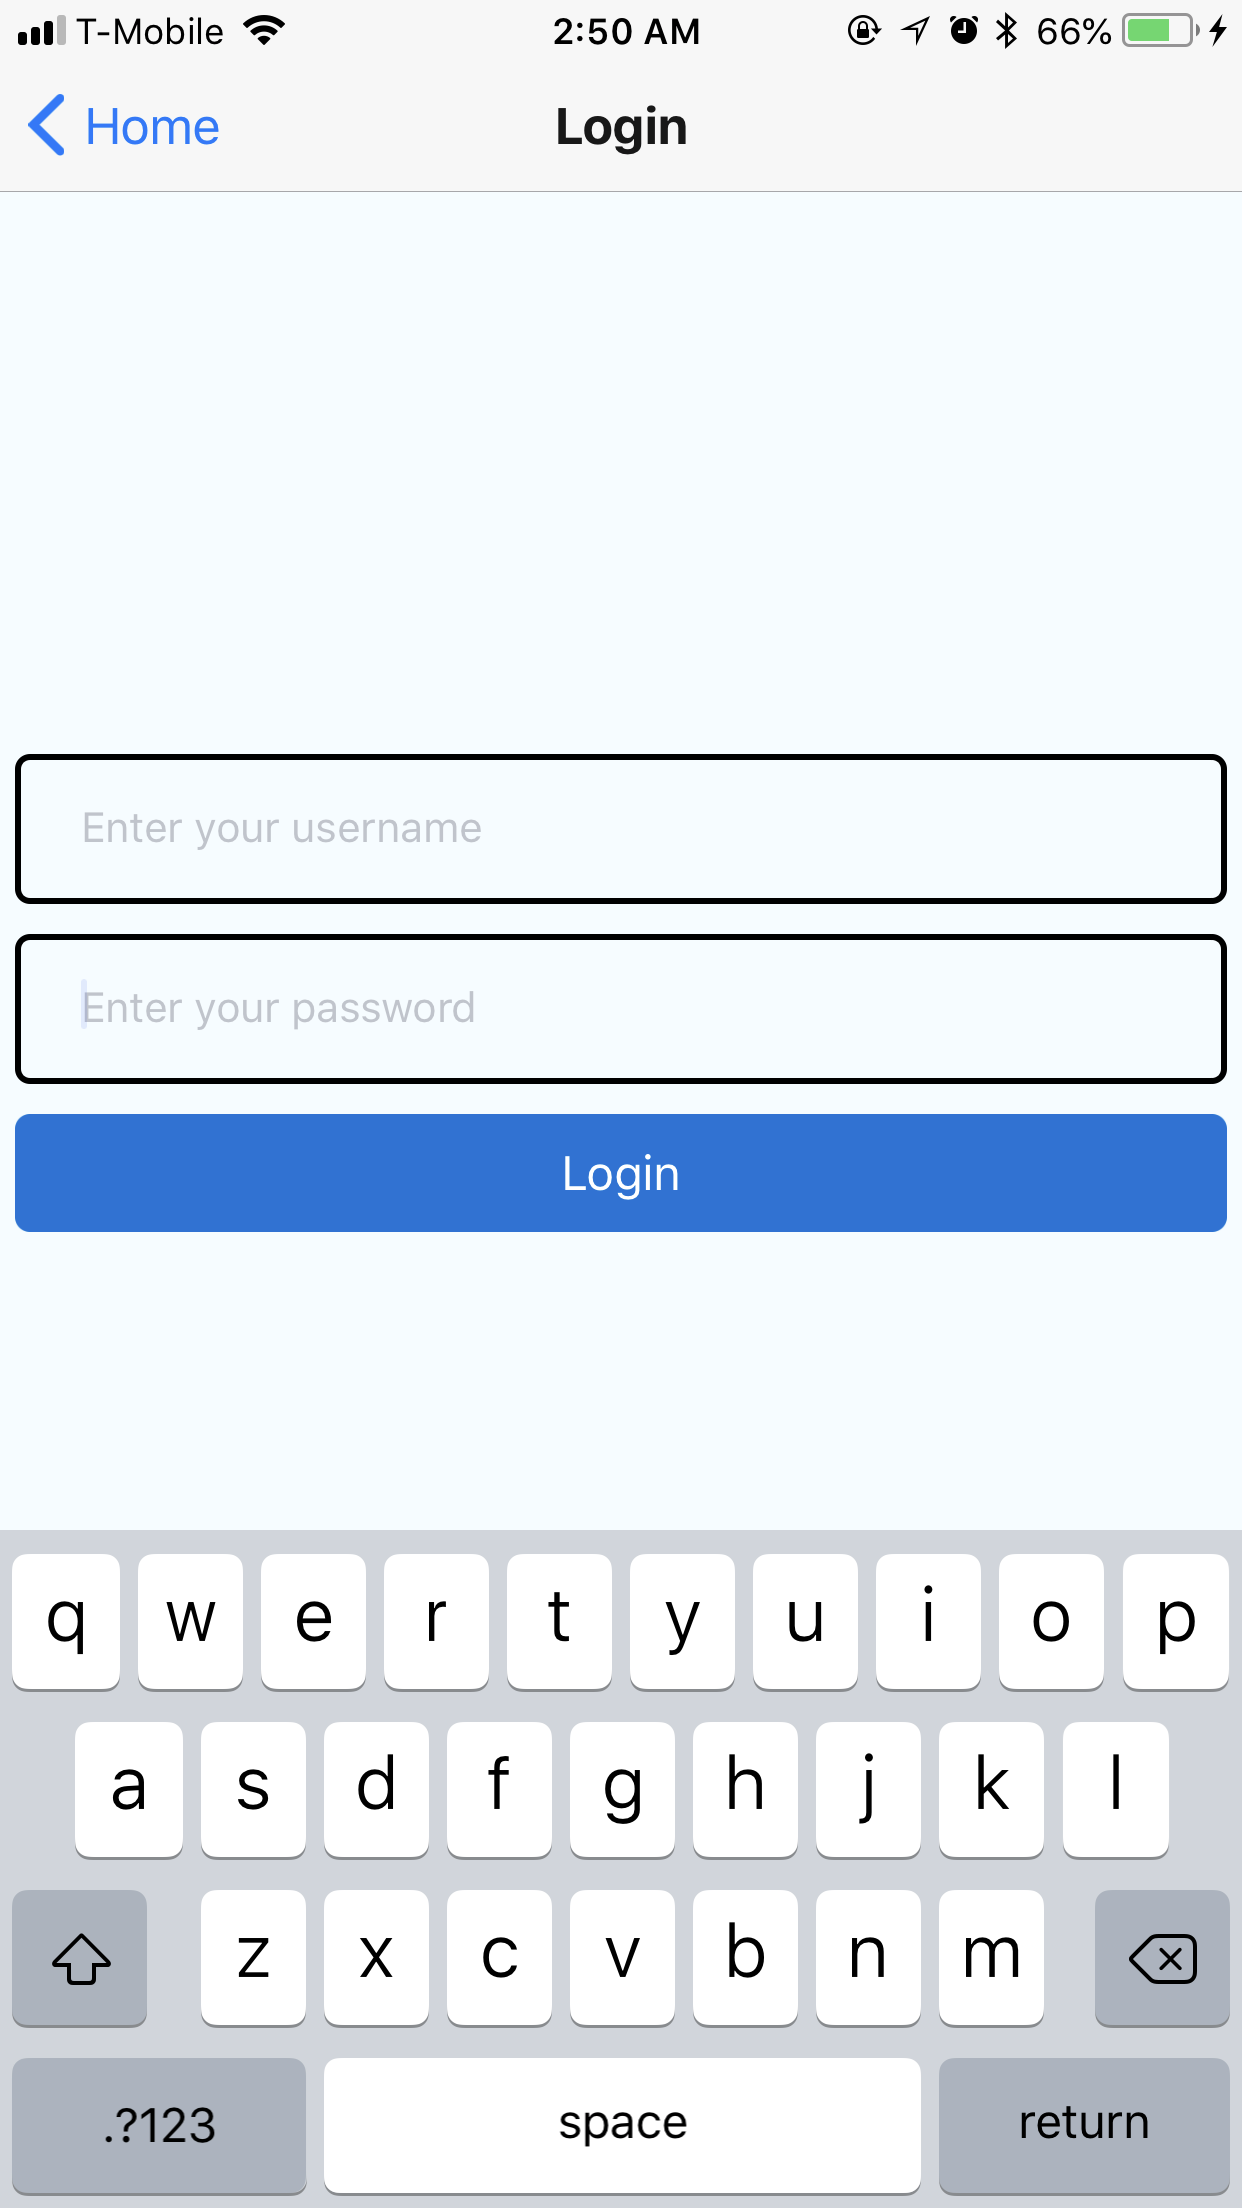 T-Mobile 2:50 AM 66%
Home Login
Enter your username
Enter your password
Login
q w e r t y u i o p
a s d f g h j k l
z x c v b n m
.?123 space return